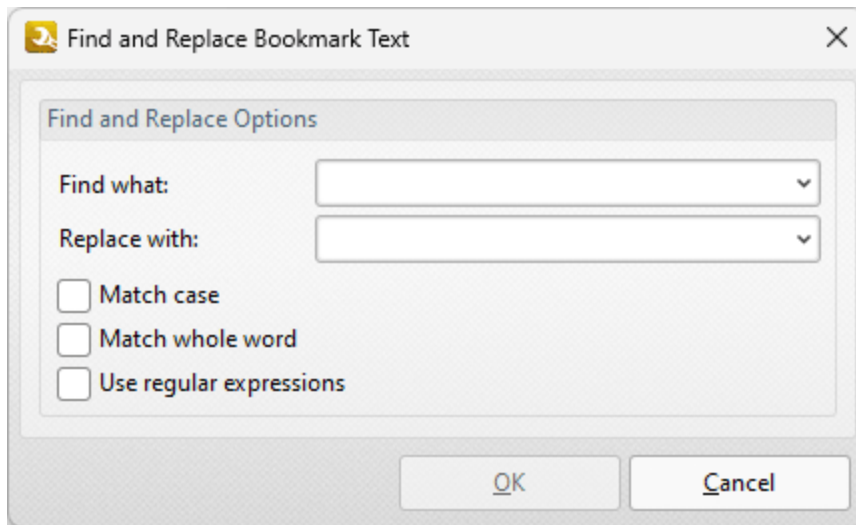 Find and Replace Bookmark Text
Find and Replace Options
Find what:
Replace with:
Match case
Match whole word
Use regular expressions
OK Cancel